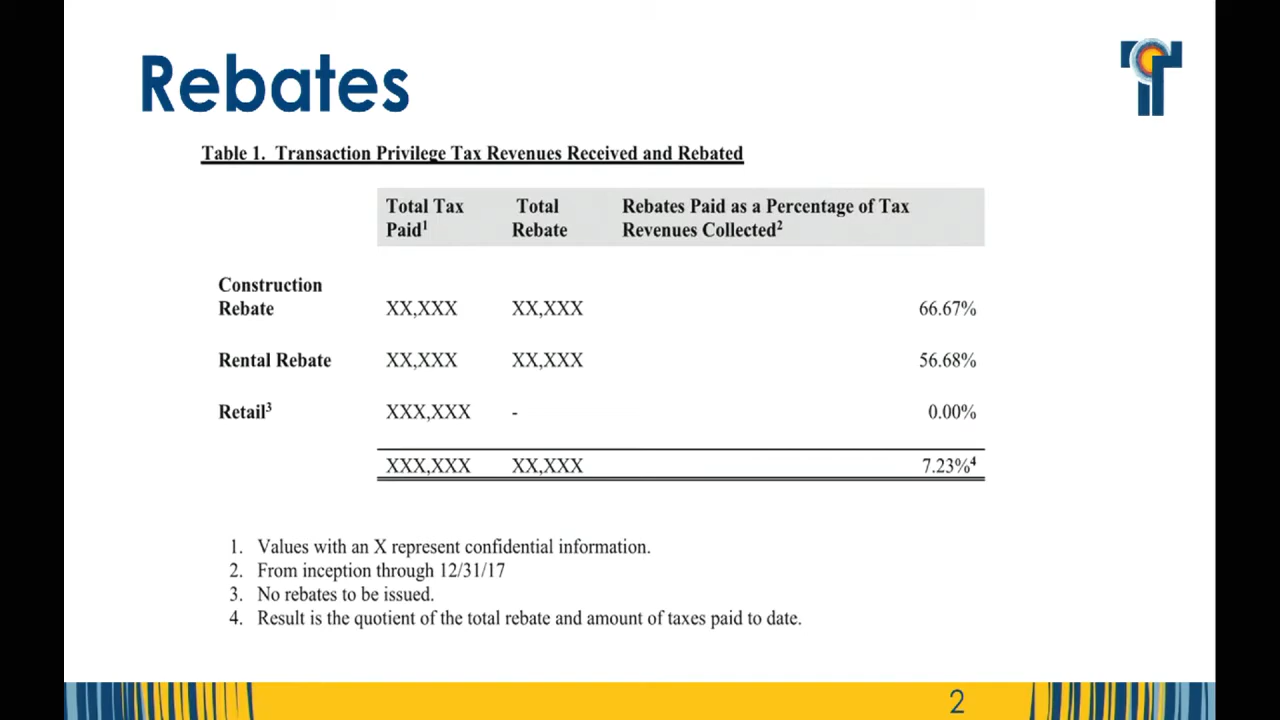 Rebates
Table 1. Transaction Privilege Tax Revenues Received and Rebated
Total Tax Paid¹ Total Rebate Rebates Paid as a Percentage of Tax Revenues Collected²
Construction
Rebate XX,XXX XX,XXX 66.67%
Rental Rebate XX,XXX XX,XXX 56.68%
Retail³ XXX,XXX - 0.00%
XXX,XXX XX,XXX 7.23%⁴
1. Values with an X represent confidential information.
2. From inception through 12/31/17
3. No rebates to be issued.
4. Result is the quotient of the total rebate and amount of taxes paid to date.
2